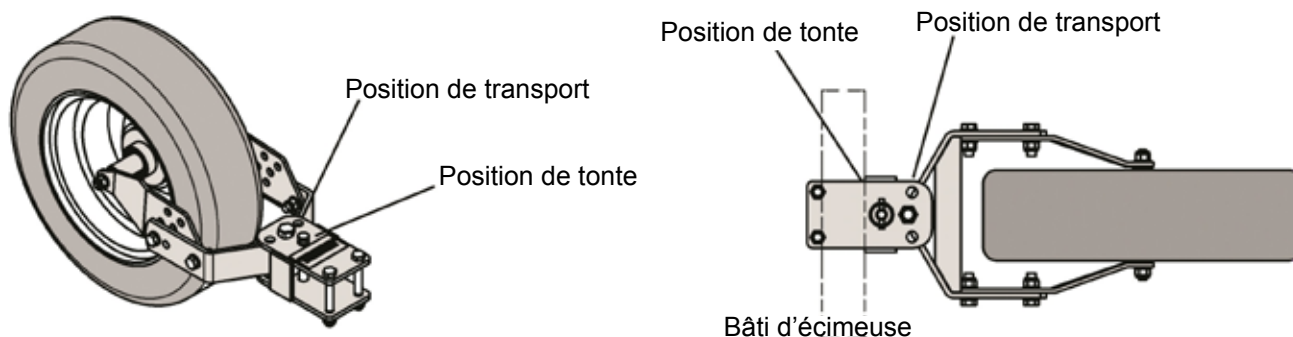 Position de transport
Position de tonte
Position de tonte
Position de transport
Bâti d'écimeuse